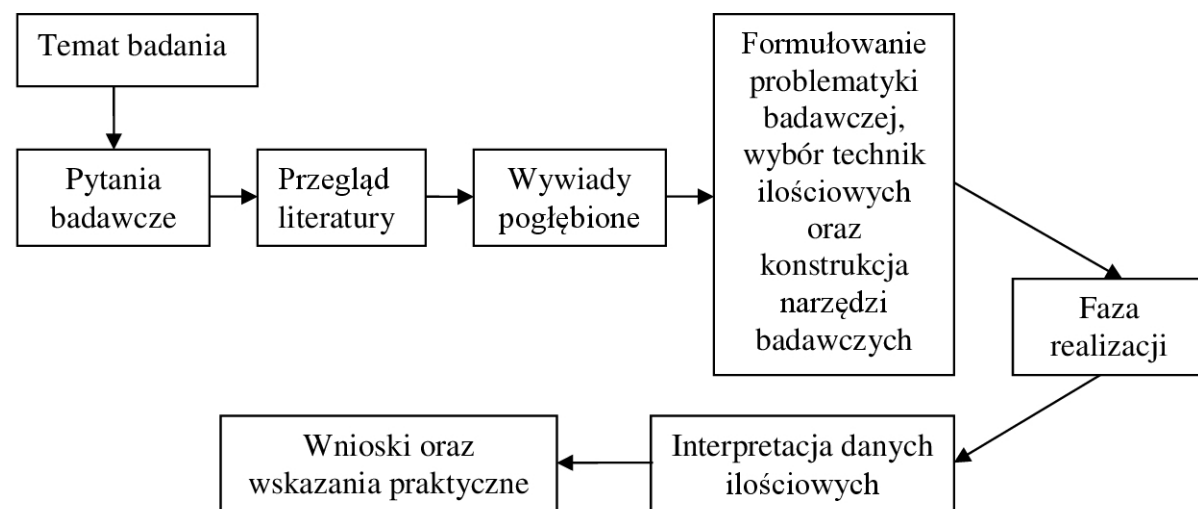 Temat badania
Pytania
badawcze
Przegląd
literatury
Wywiady
pogłębione
Formułowanie
problematyki
badawczej,
wybór technik
ilościowych
oraz
konstrukcja
narzędzi
badawczych
Faza
realizacji
Interpretacja danych
ilościowych
Wnioski oraz
wskazania praktyczne